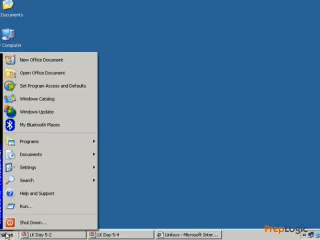 Documents
Computer
New Office Document
Open Office Document
Set Program Access and Defaults
Windows Catalog
Windows Update
My Bluetooth Places
Programs
Documents
Settings
Search
Help and Support
Run...
Shut Down...
PrepLogic
LX Day 5-2
LX Day 5-4
Linksys - Microsoft Inter...